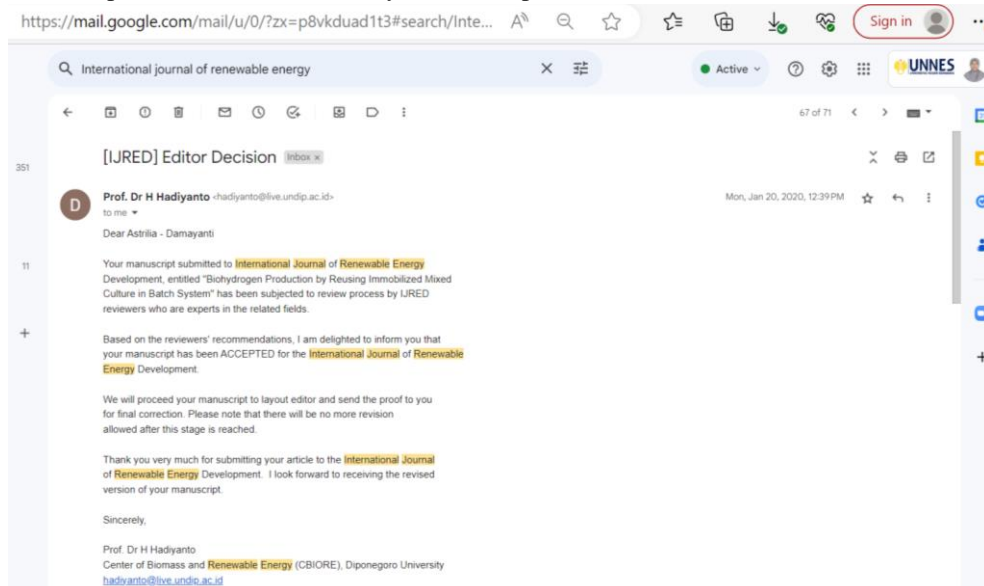 https://mail.google.com/mail/u/0/?zx=p8vkduad1t3#search/Inte...
Sign in
International journal of renewable energy
Active
UNNES
67 of 71
[IJRED] Editor Decision Inbox x
351
D
Prof. Dr H Hadiyanto <hadiyanto@live.undip.ac.id>
Mon, Jan 20, 2020, 12:39 PM
to me
Dear Astrilia - Damayanti
11
Your manuscript submitted to International Journal of Renewable Energy
Development, entitled "Biohydrogen Production by Reusing Immobilized Mixed
Culture in Batch System" has been subjected to review process by IJRED
reviewers who are experts in the related fields.
Based on the reviewers' recommendations, I am delighted to inform you that
your manuscript has been ACCEPTED for the International Journal of Renewable
Energy Development.
We will proceed your manuscript to layout editor and send the proof to you
for final correction. Please note that there will be no more revision
allowed after this stage is reached.
Thank you very much for submitting your article to the International Journal
of Renewable Energy Development. I look forward to receiving the revised
version of your manuscript.
Sincerely,
Prof. Dr H Hadiyanto
Center of Biomass and Renewable Energy (CBIORE), Diponegoro University
hadiyanto@live.undip.ac.id